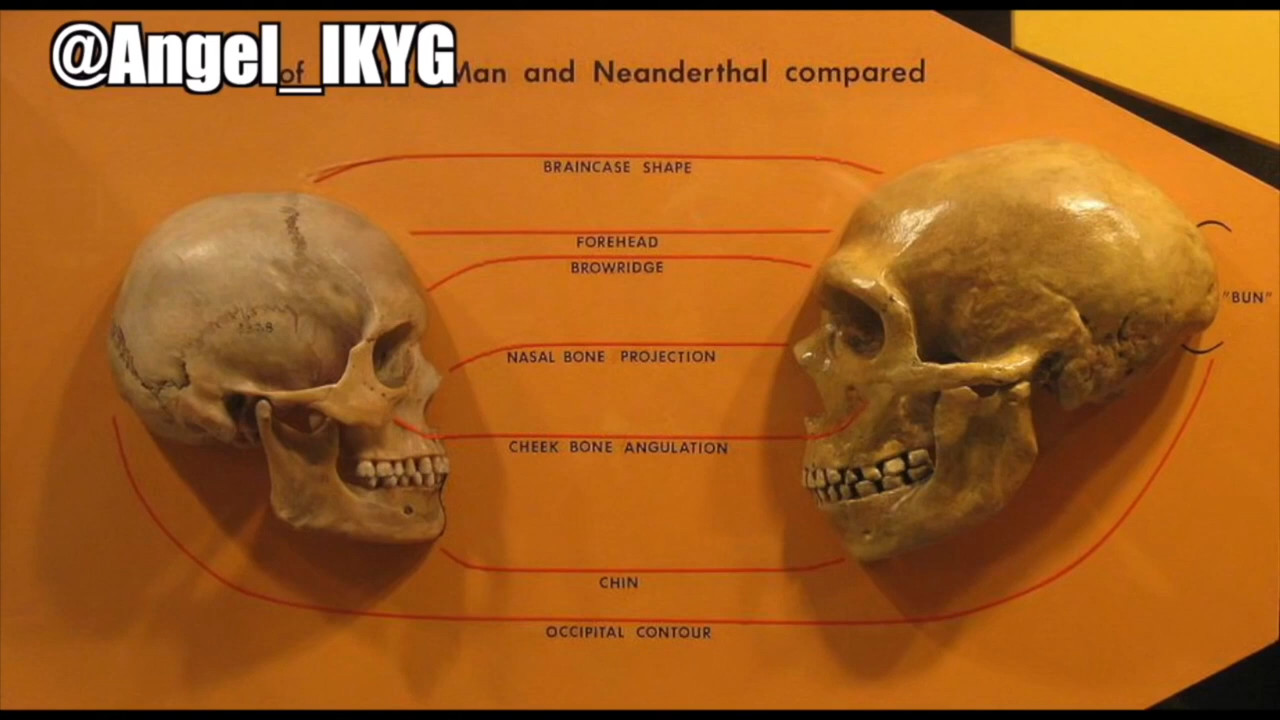 @Angel_IKYG
of Man and Neanderthal compared
BRAINCASE SHAPE
FOREHEAD
BROWRIDGE
"BUN"
NASAL BONE PROJECTION
CHEEK BONE ANGULATION
CHIN
OCCIPITAL CONTOUR